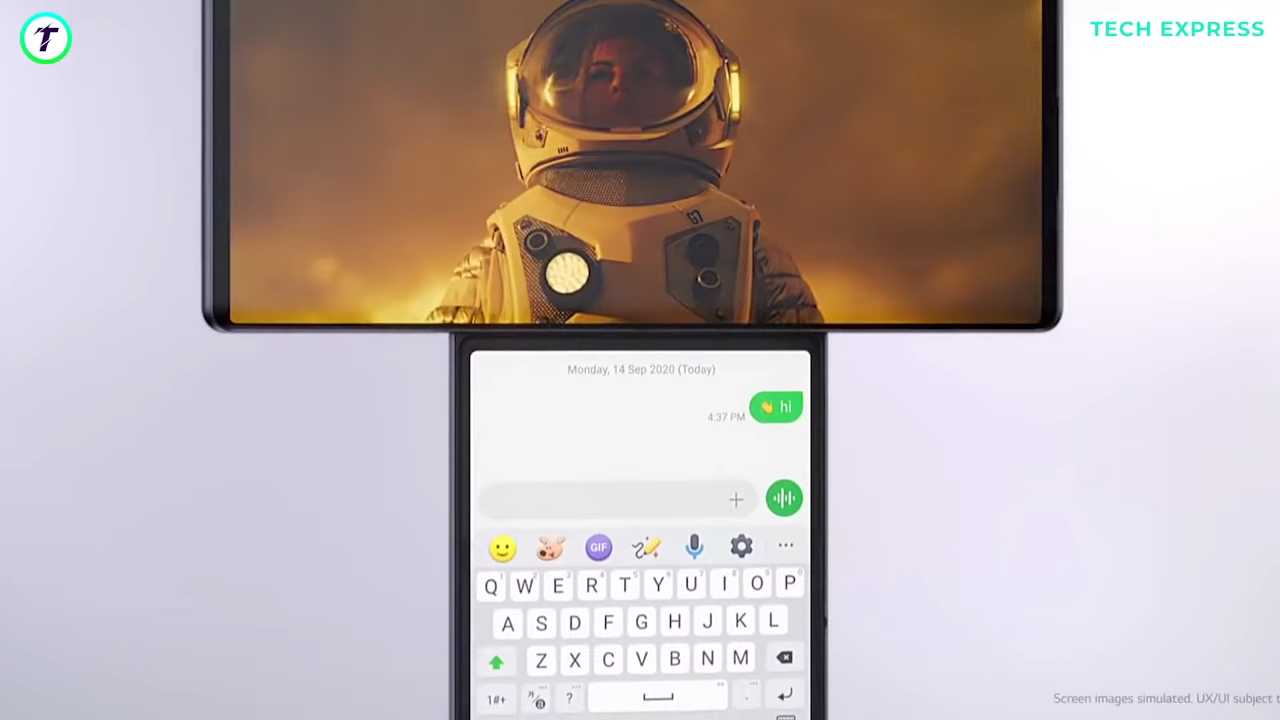 T
TECH EXPRESS
G7
Monday, 14 Sep 2020 (Today)
4:37 PM
👋 hi
+
GIF
Q W E R T Y U I O P
A S D F G H J K L
Z X C V B N M
1#+ ? .
Screen images simulated. UX/UI subject t